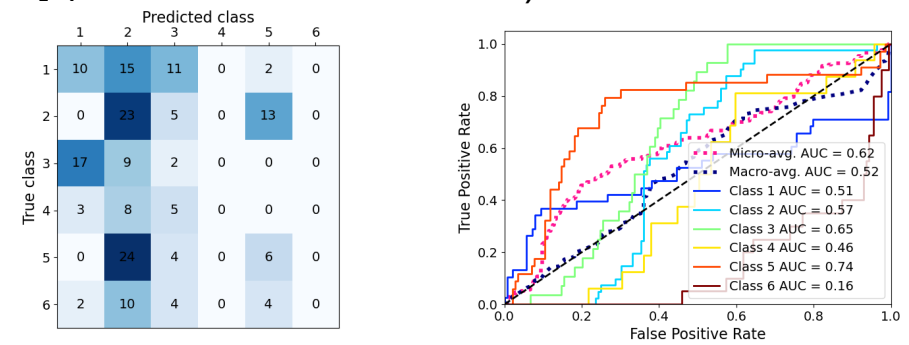 Predicted class
1 2 3 4 5 6
True class
1 10 15 11 0 2 0
2 0 23 5 0 13 0
3 17 9 2 0 0 0
4 3 8 5 0 0 0
5 0 24 4 0 6 0
6 2 10 4 0 4 0
True Positive Rate
1.0
0.8
0.6
0.4
0.2
0.0
Micro-avg. AUC = 0.62
Macro-avg. AUC = 0.52
Class 1 AUC = 0.51
Class 2 AUC = 0.57
Class 3 AUC = 0.65
Class 4 AUC = 0.46
Class 5 AUC = 0.74
Class 6 AUC = 0.16
0.0 0.2 0.4 0.6 0.8 1.0
False Positive Rate